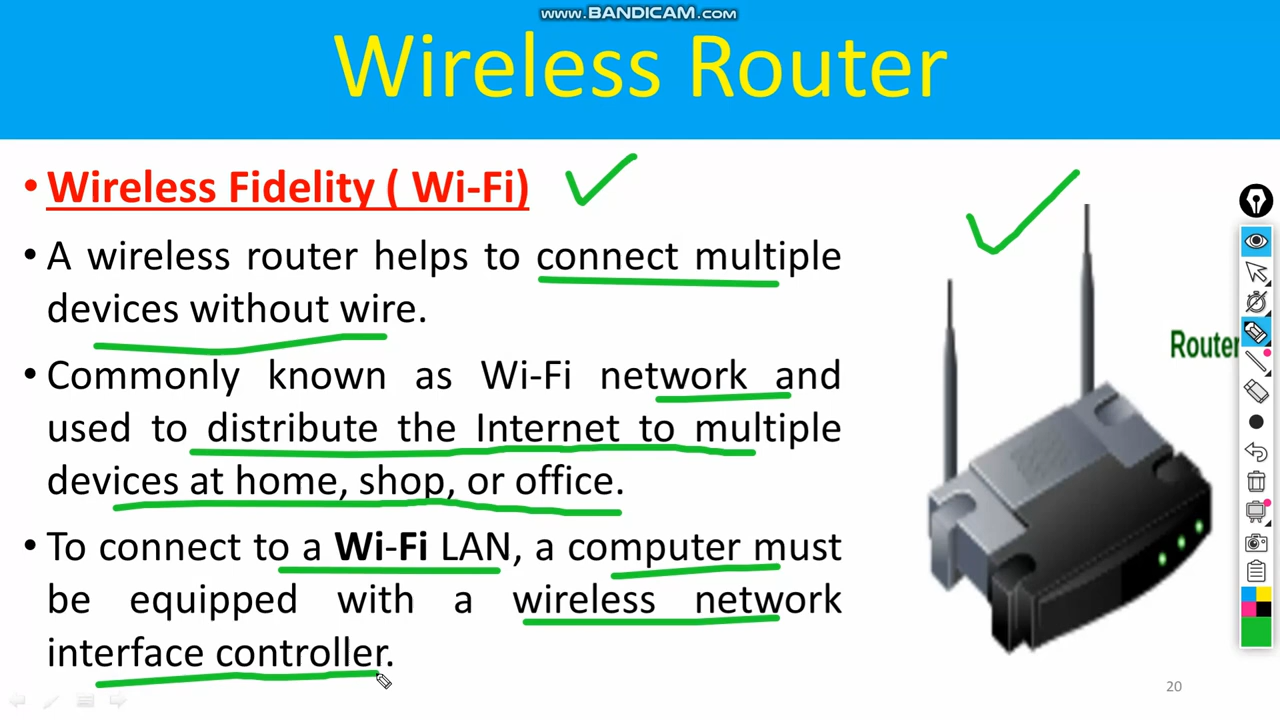 www.BANDICAM.com
Wireless Router
• Wireless Fidelity ( Wi-Fi)
• A wireless router helps to connect multiple
devices without wire.
• Commonly known as Wi-Fi network and
used to distribute the Internet to multiple
devices at home, shop, or office.
• To connect to a Wi-Fi LAN, a computer must
be equipped with a wireless network
interface controller.
Router
20